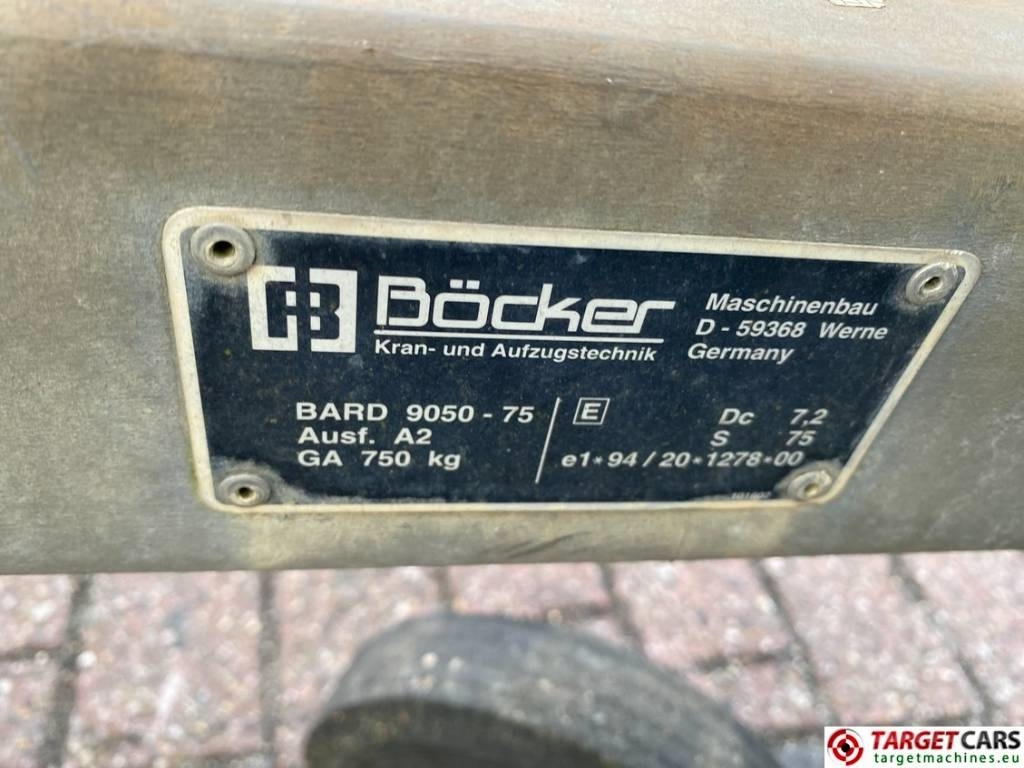 Böcker
Kran- und Aufzugstechnik
Maschinenbau
D - 59368 Werne
Germany
BARD 9050 - 75
Ausf. A2
GA 750 kg
E
Dc 7,2
S 75
e1*94/20*1278*00
TARGETCARS
targetmachines.eu